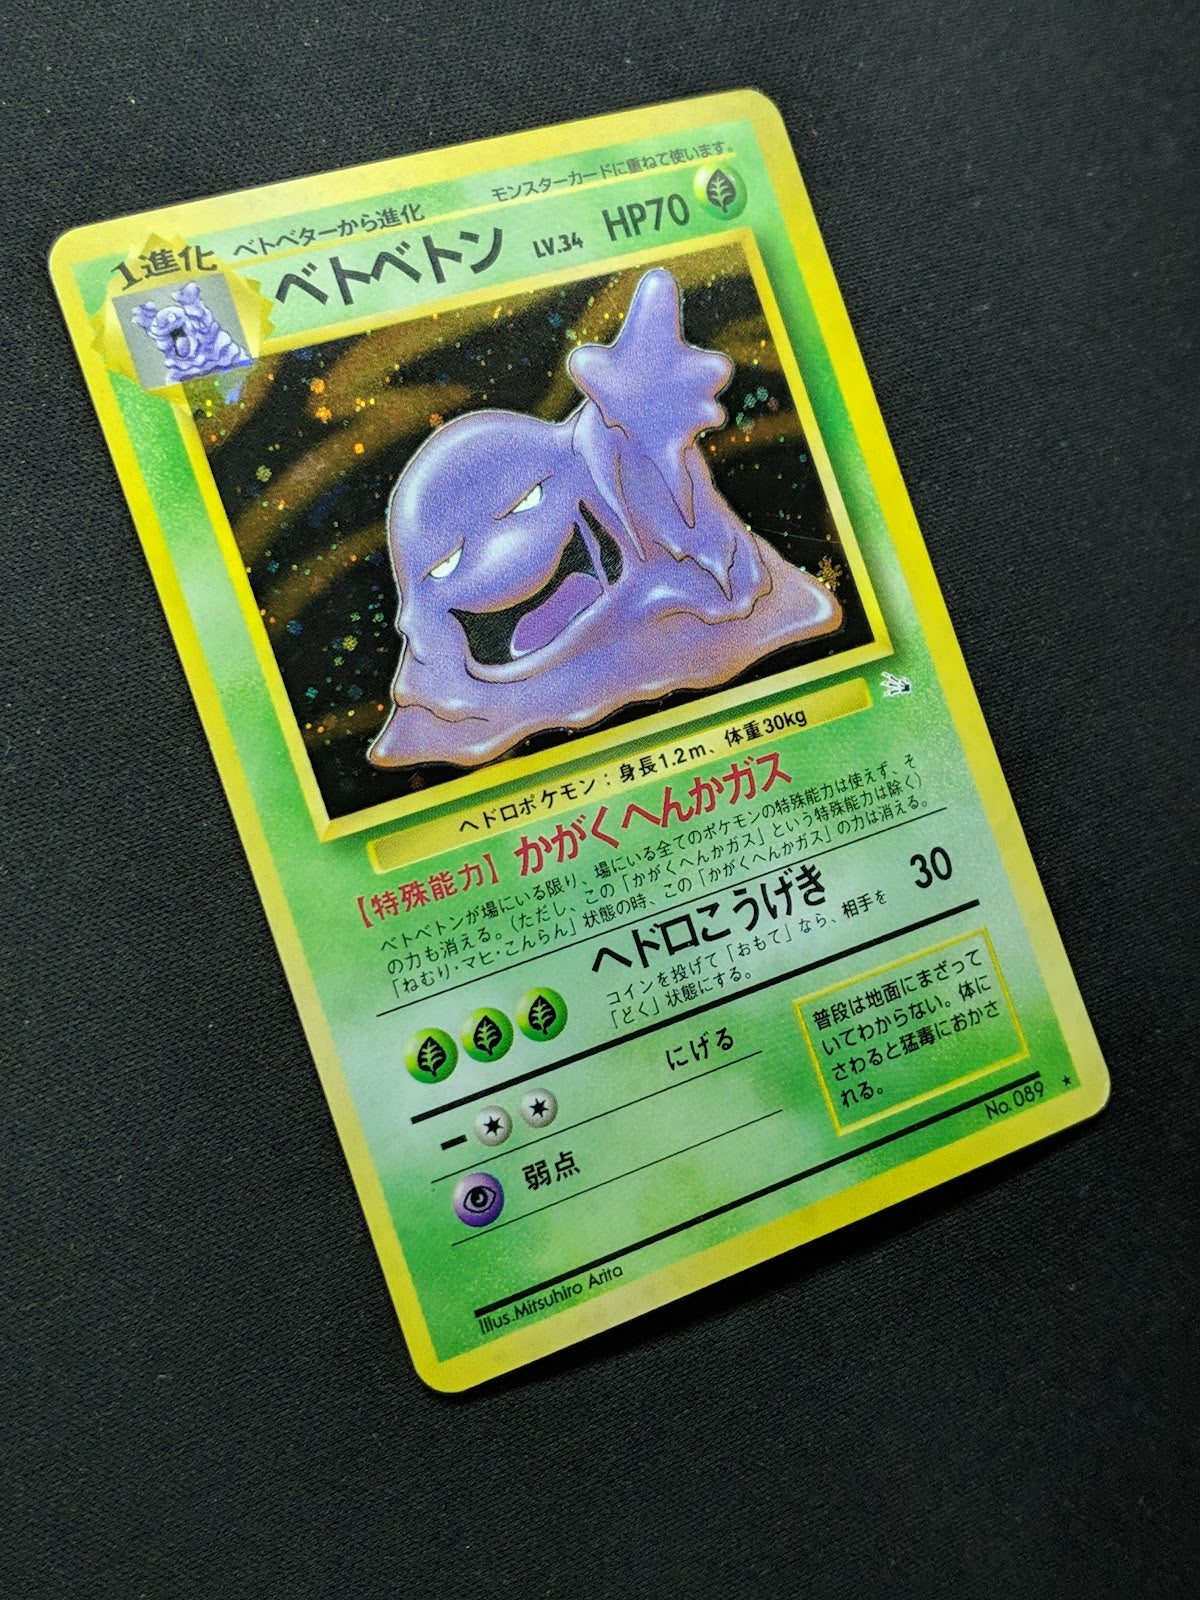 モンスターカードに重ねて使います。
1進化 ベトベターから進化
ベトベトン LV.34 HP70
ヘドロポケモン：身長1.2m、体重30kg
【特殊能力】かがくへんかガス
ベトベトンが場にいる限り、場にいる全てのポケモンの特殊能力は使えず、そ
の力も消える。（ただし、この「かがくへんかガス」という特殊能力は除く）
「ねむり・マヒ・こんらん」状態の時、この「かがくへんかガス」の力は消える。
ヘドロこうげき 30
コインを投げて「おもて」なら、相手を
「どく」状態にする。
にげる
弱点
普段は地面にまざって
いてわからない。体に
さわると猛毒におかさ
れる。
No. 089 ★
Illus. Mitsuhiro Arita